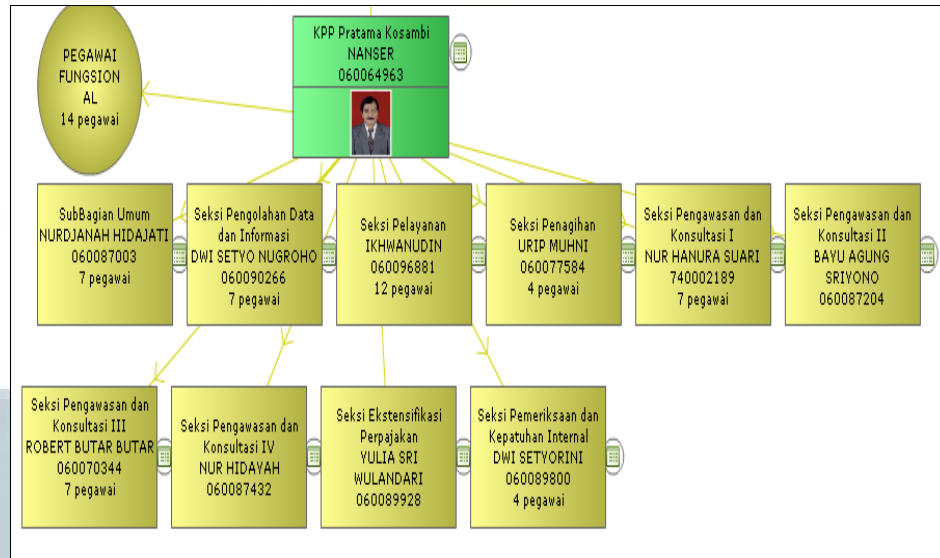 PEGAWAI
FUNGSION
AL
14 pegawai
KPP Pratama Kosambi
NANSER
060064963
SubBagian Umum
NURDJANAH HIDAJATI
060087003
7 pegawai
Seksi Pengolahan Data
dan Informasi
DWI SETYO NUGROHO
060090266
7 pegawai
Seksi Pelayanan
IKHWANUDIN
060096881
12 pegawai
Seksi Penagihan
URIP MUHNI
060077584
4 pegawai
Seksi Pengawasan dan
Konsultasi I
NUR HANURA SUARI
740002189
7 pegawai
Seksi Pengawasan dan
Konsultasi II
BAYU AGUNG
SRIYONO
060087204
Seksi Pengawasan dan
Konsultasi III
ROBERT BUTAR BUTAR
060070344
7 pegawai
Seksi Pengawasan dan
Konsultasi IV
NUR HIDAYAH
060087432
Seksi Ekstensifikasi
Perpajakan
YULIA SRI
WULANDARI
060089928
Seksi Pemeriksaan dan
Kepatuhan Internal
DWI SETYORINI
060089800
4 pegawai